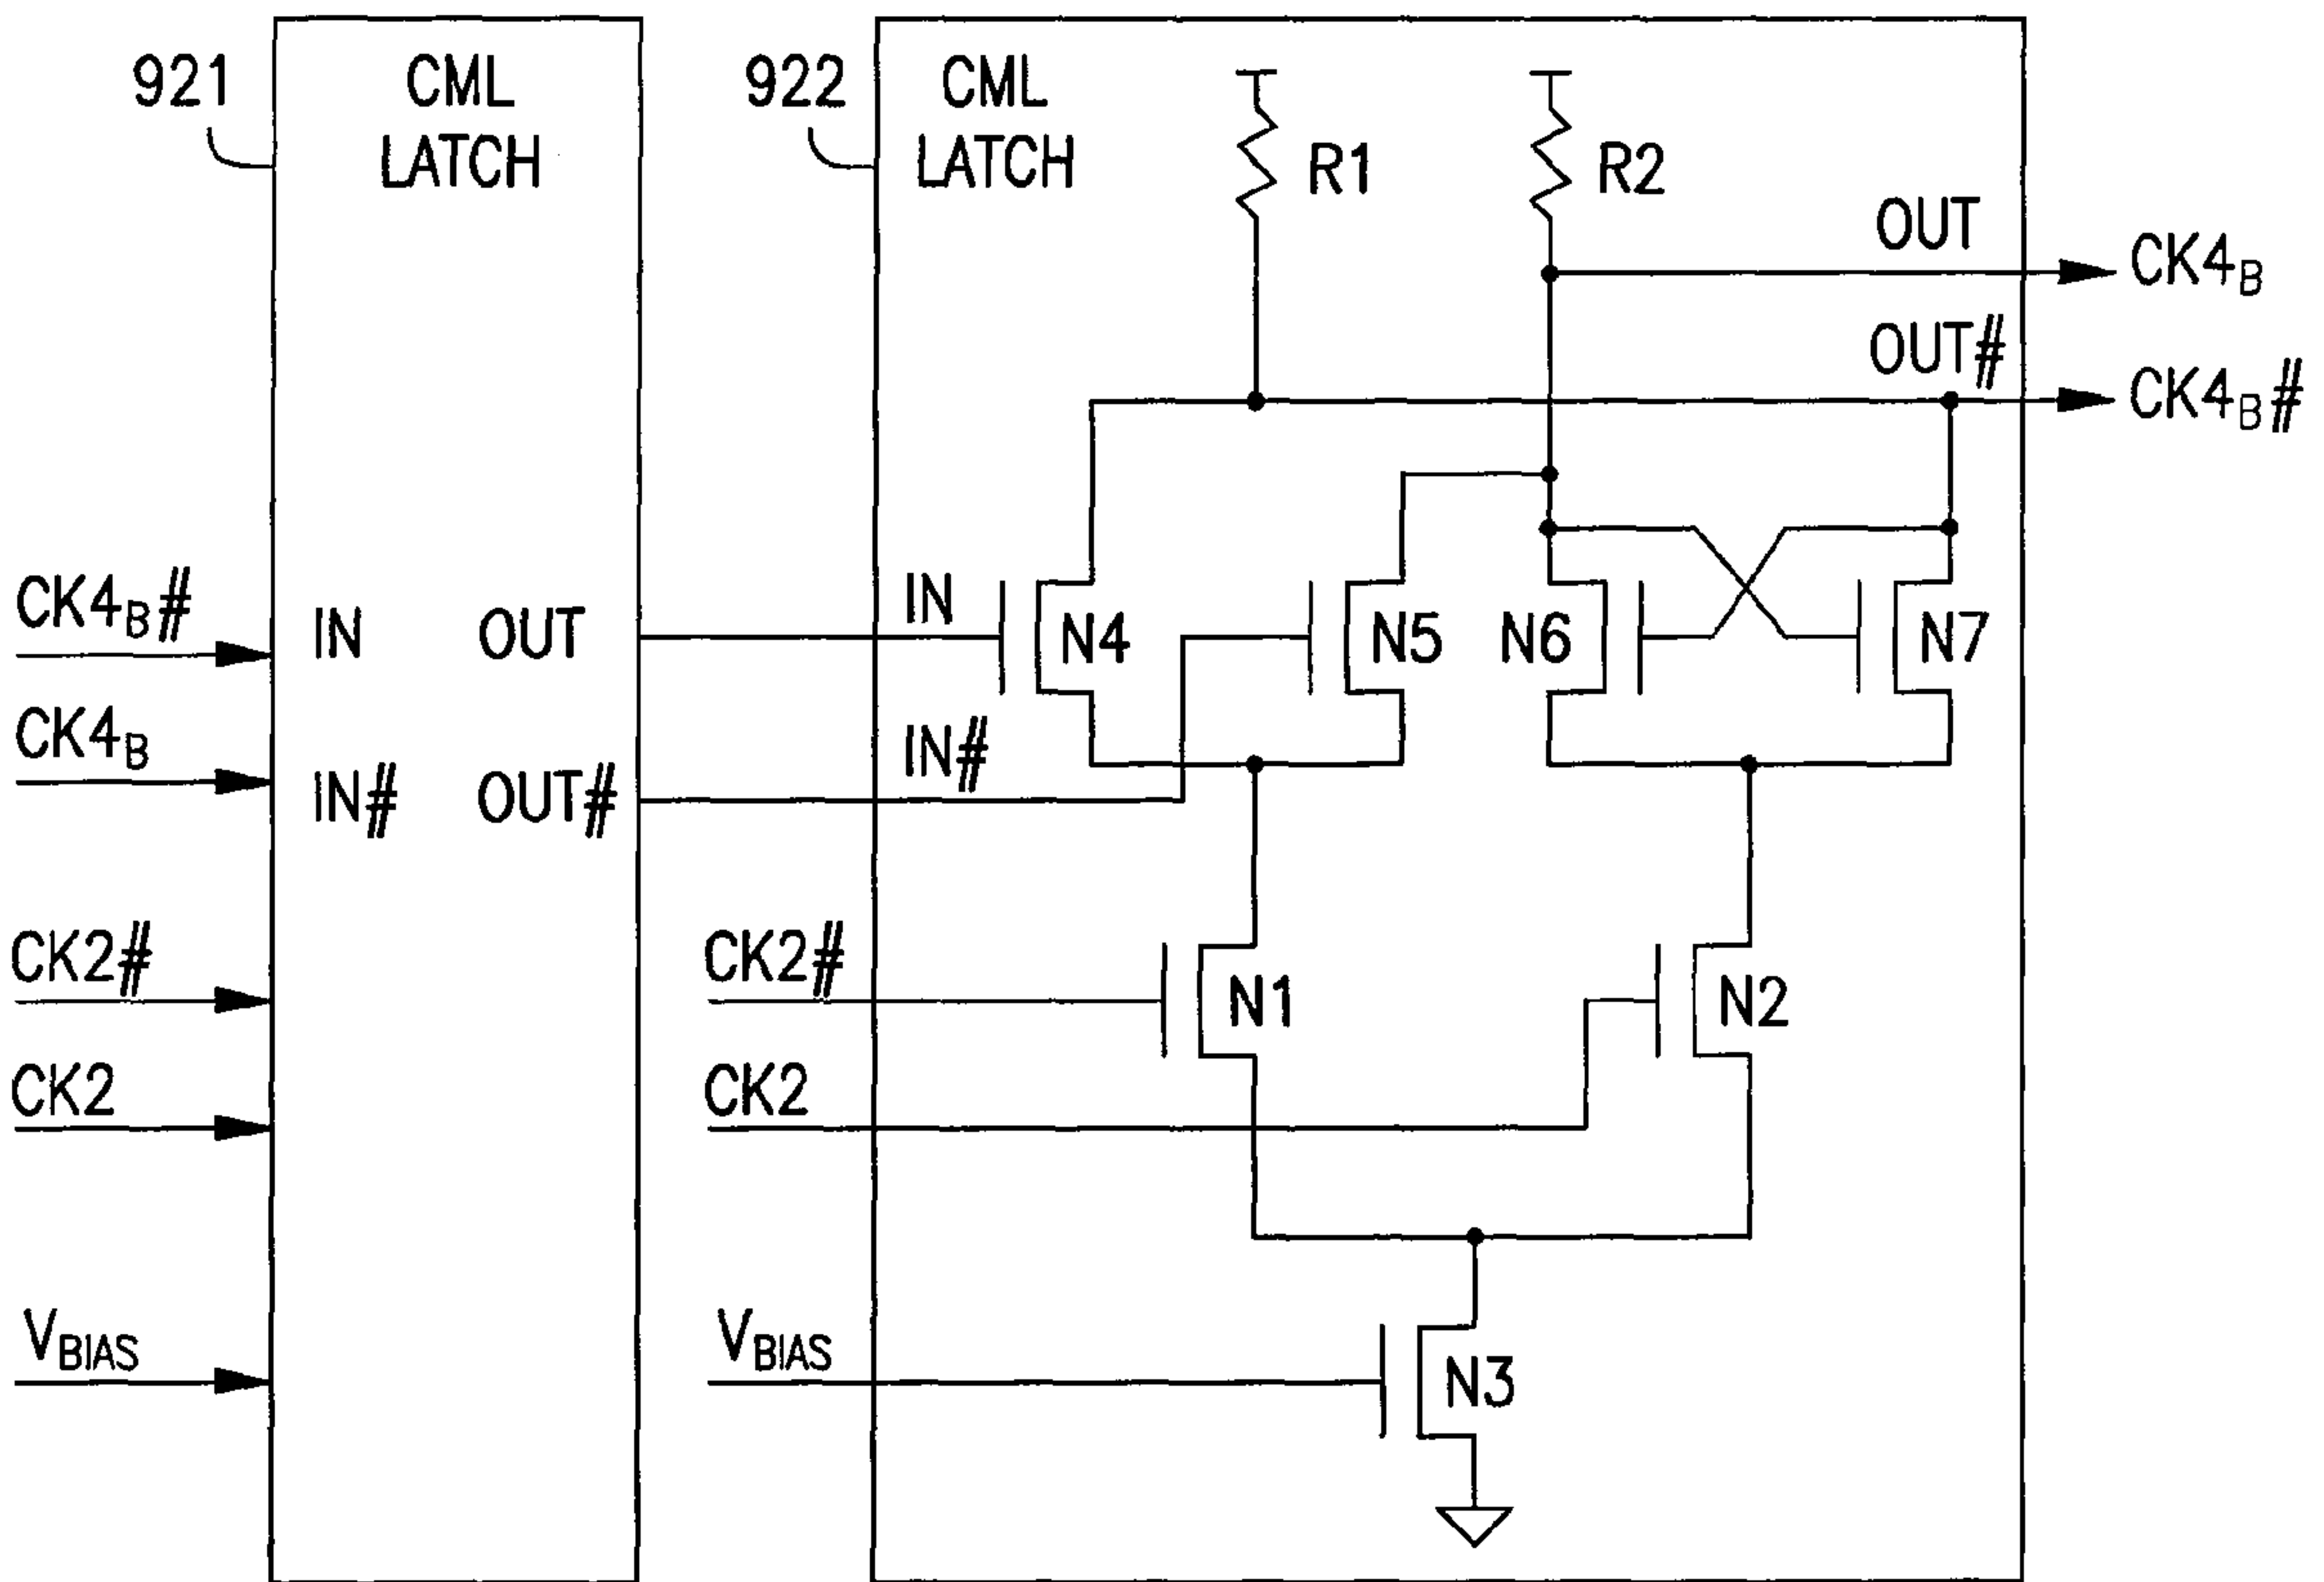 921
CML
LATCH
922
CML
LATCH
R1
R2
OUT
CK4B
OUT#
CK4B#
CK4B#
IN
OUT
IN
N4
N5
N6
N7
CK4B
IN#
OUT#
IN#
CK2#
CK2#
N1
N2
CK2
CK2
VBIAS
VBIAS
N3